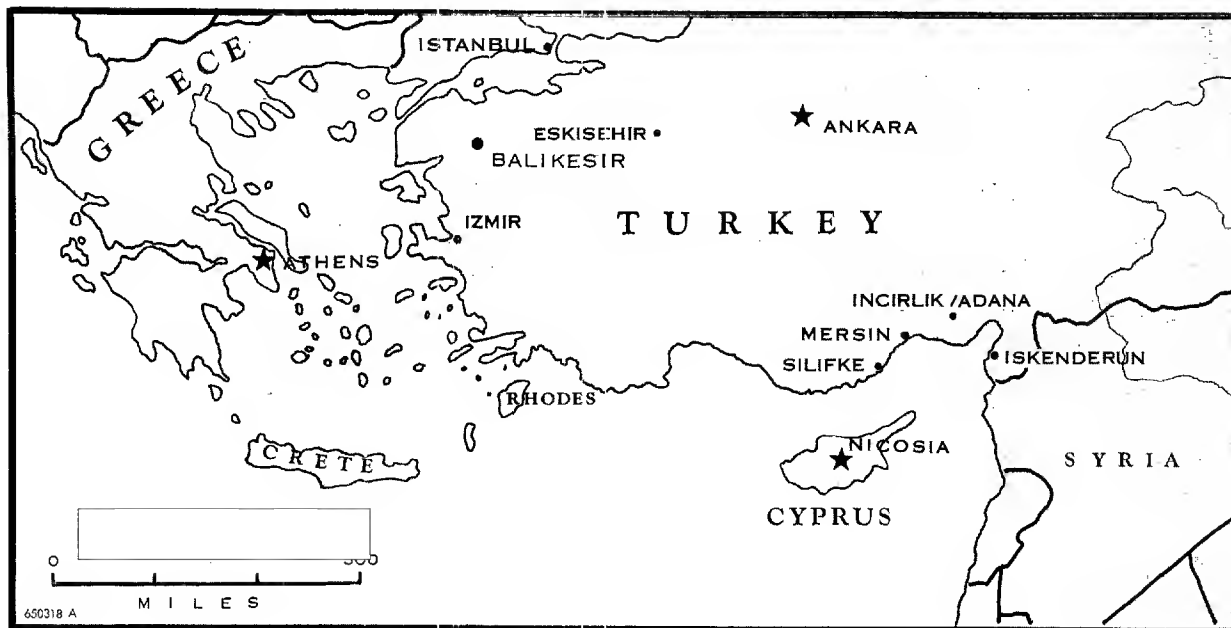 ISTANBUL
GREECE
ESKISEHIR
ANKARA
BALIKESIR
TURKEY
IZMIR
ATHENS
INCIRLIK/ADANA
MERSIN
SILIFKE
ISKENDERUN
RHODES
NICOSIA
CRETE
SYRIA
CYPRUS
0
MILES
650318 A